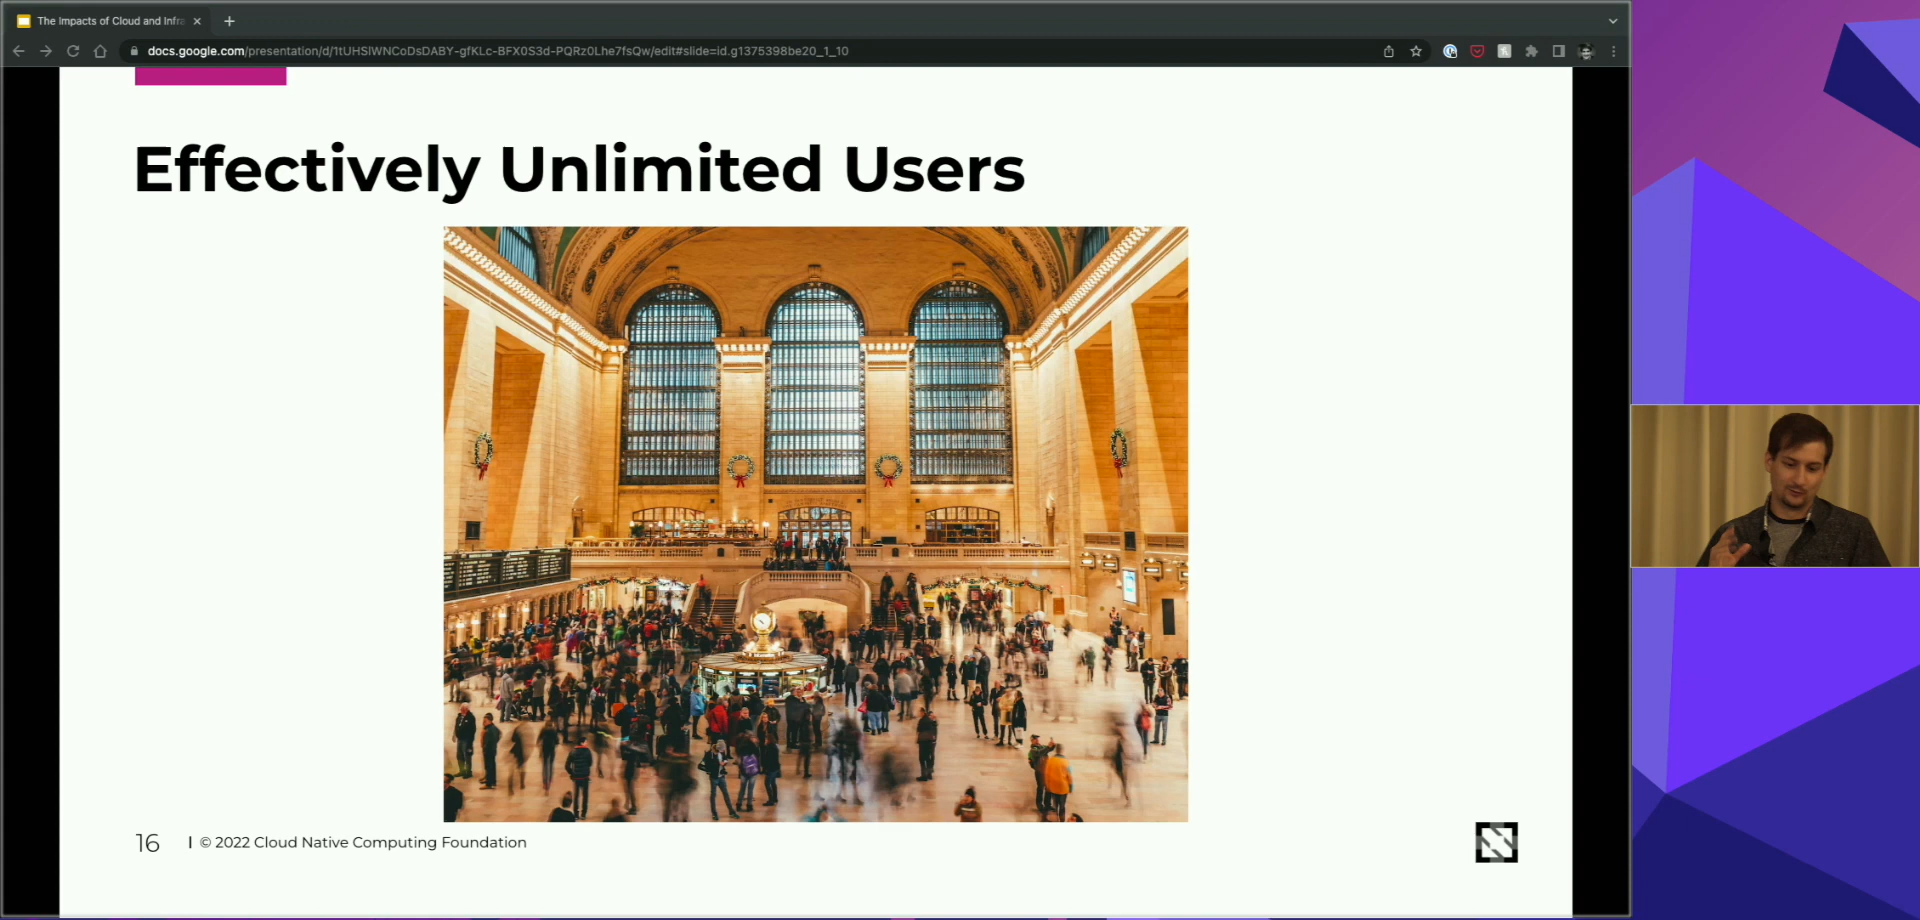 The Impacts of Cloud and Infra
docs.google.com/presentation/d/1tUHSIWNCoDsDABY-gfKLc-BFX0S3d-PQRz0Lhe7fsQw/edit#slide=id.g1375398be20_1_10
Effectively Unlimited Users
16 | © 2022 Cloud Native Computing Foundation